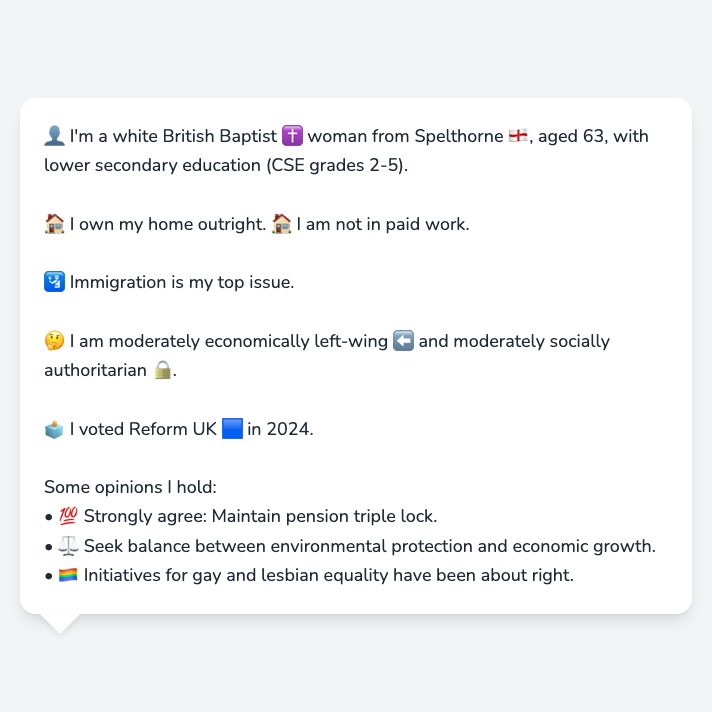 👤 I'm a white British Baptist ✝️ woman from Spelthorne 🏴󠁧󠁢󠁥󠁮󠁧󠁿, aged 63, with
lower secondary education (CSE grades 2-5).
🏠 I own my home outright. 🏠 I am not in paid work.
🛂 Immigration is my top issue.
🤔 I am moderately economically left-wing ⬅️ and moderately socially
authoritarian 🔒.
🗳️ I voted Reform UK 🟦 in 2024.
Some opinions I hold:
• 💯 Strongly agree: Maintain pension triple lock.
• ⚖️ Seek balance between environmental protection and economic growth.
• 🏳️‍🌈 Initiatives for gay and lesbian equality have been about right.